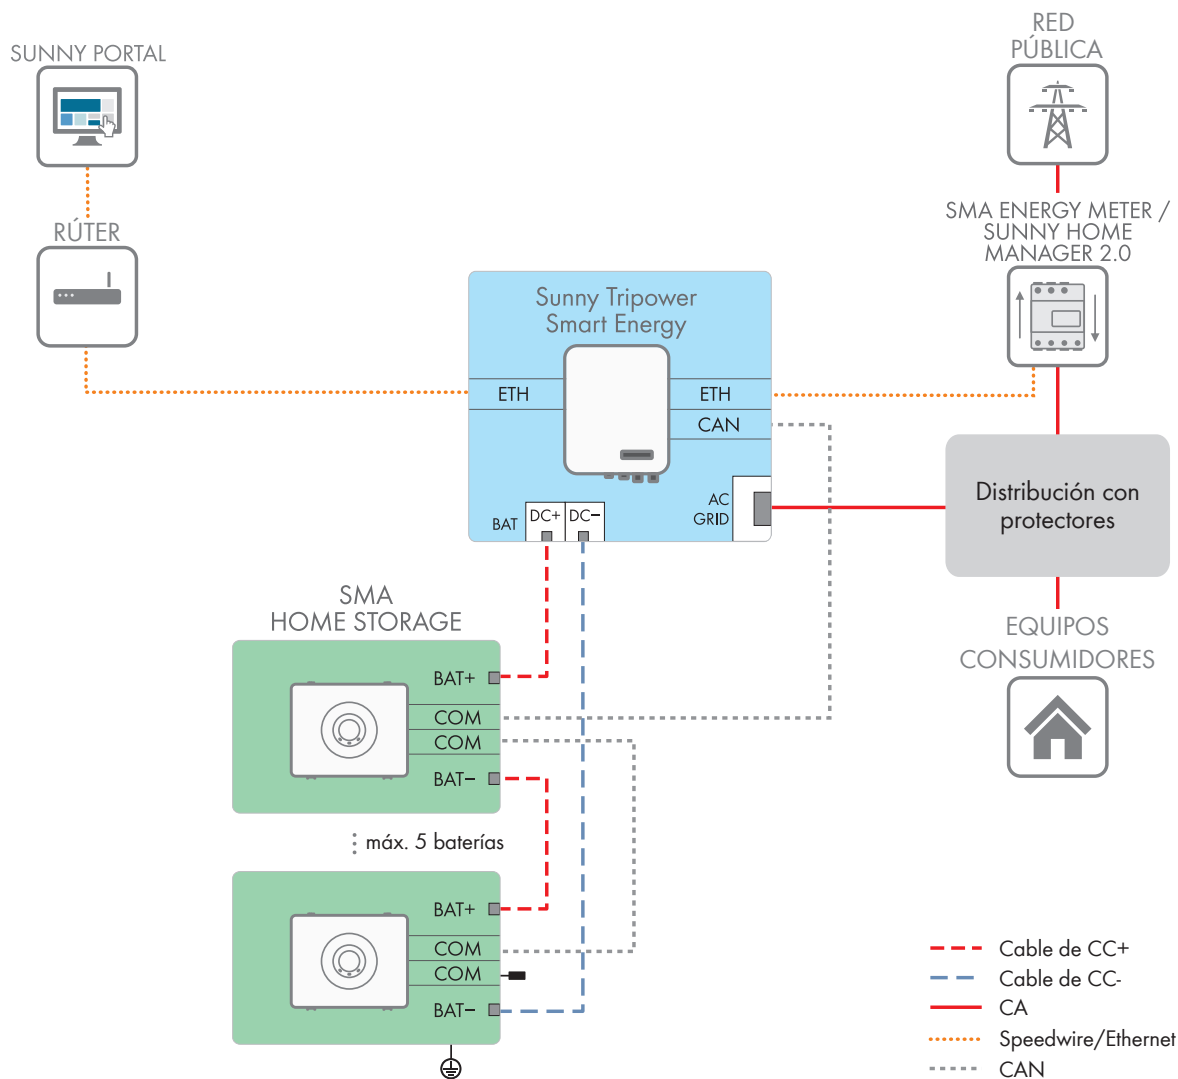 SUNNY PORTAL
RÚTER
RED
PÚBLICA
SMA ENERGY METER /
SUNNY HOME
MANAGER 2.0
Sunny Tripower
Smart Energy
ETH
ETH
CAN
AC
GRID
BAT
DC+
DC−
Distribución con
protectores
EQUIPOS
CONSUMIDORES
SMA
HOME STORAGE
BAT+
COM
COM
BAT−
máx. 5 baterías
BAT+
COM
COM
BAT−
Cable de CC+
Cable de CC-
CA
Speedwire/Ethernet
CAN